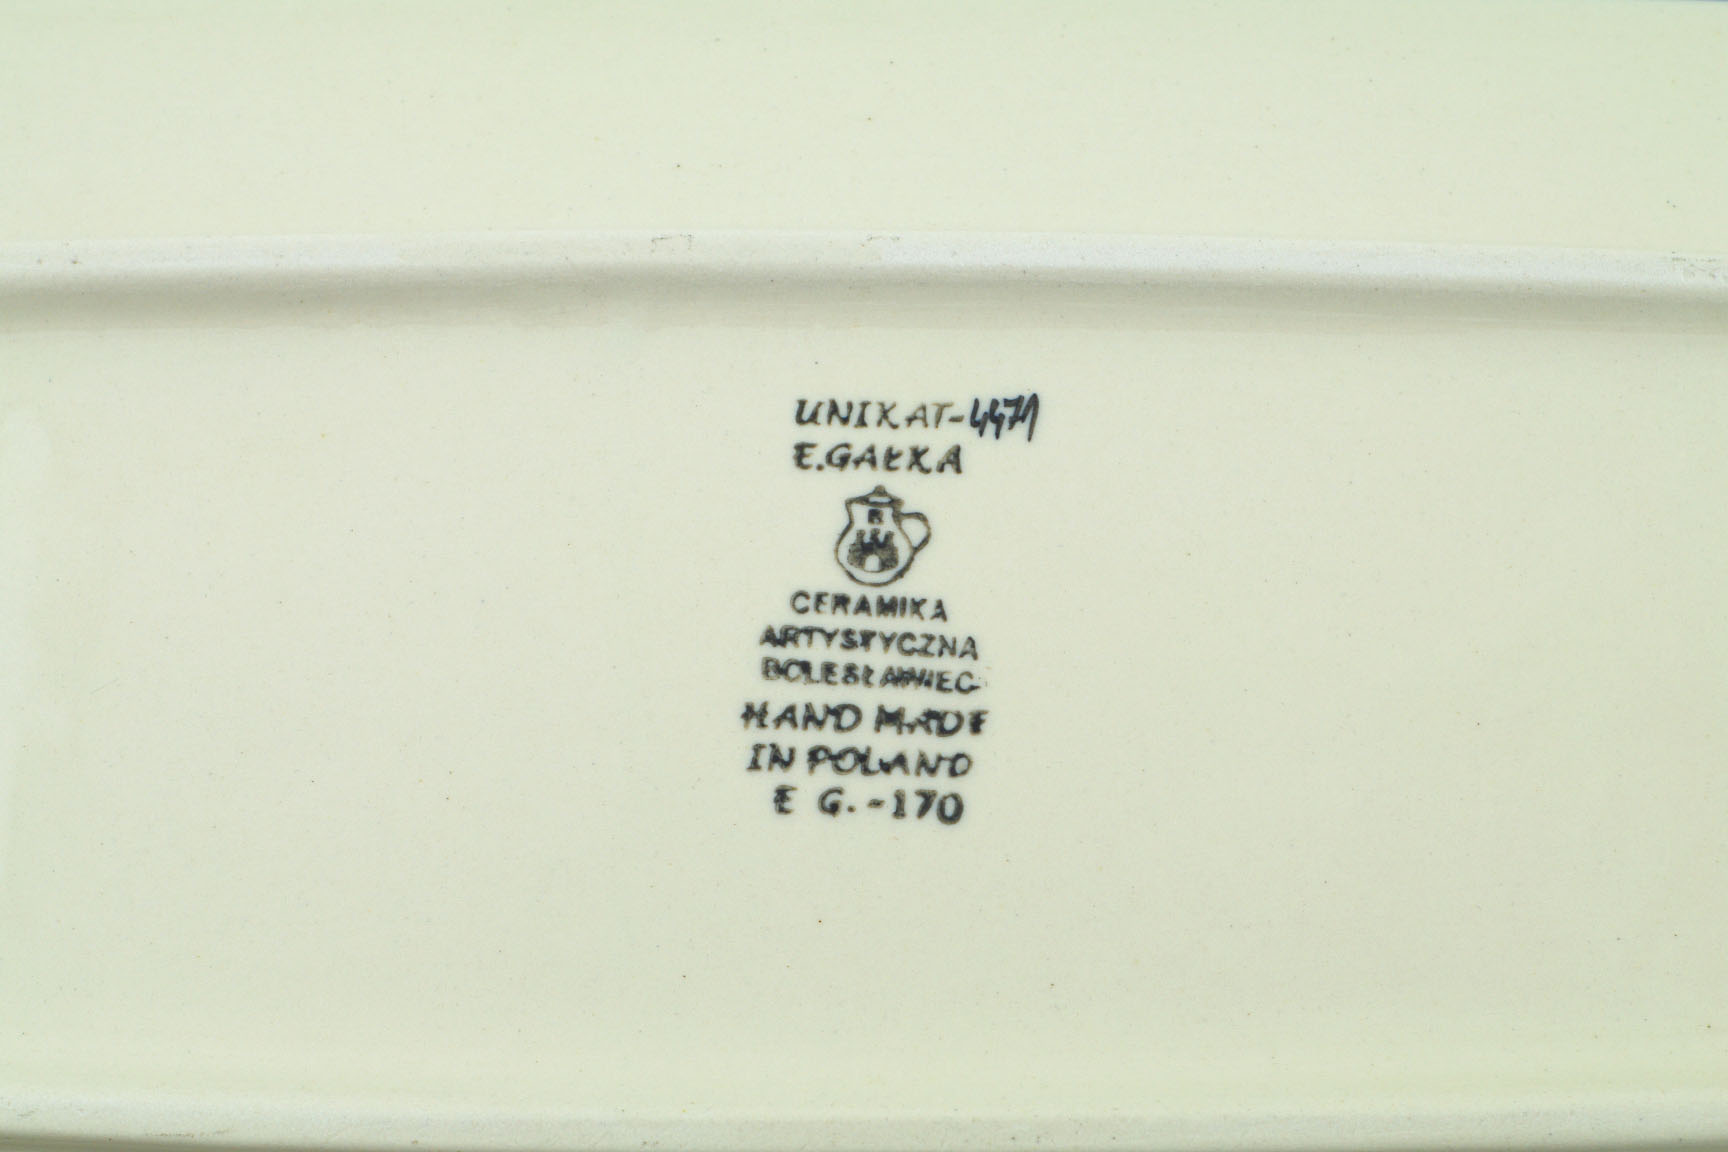 UNIKAT-4471
E.GAŁKA
B
CERAMIKA
ARTYSTYCZNA
BOLESŁAWIEC
HAND MADE
IN POLAND
E G.-170